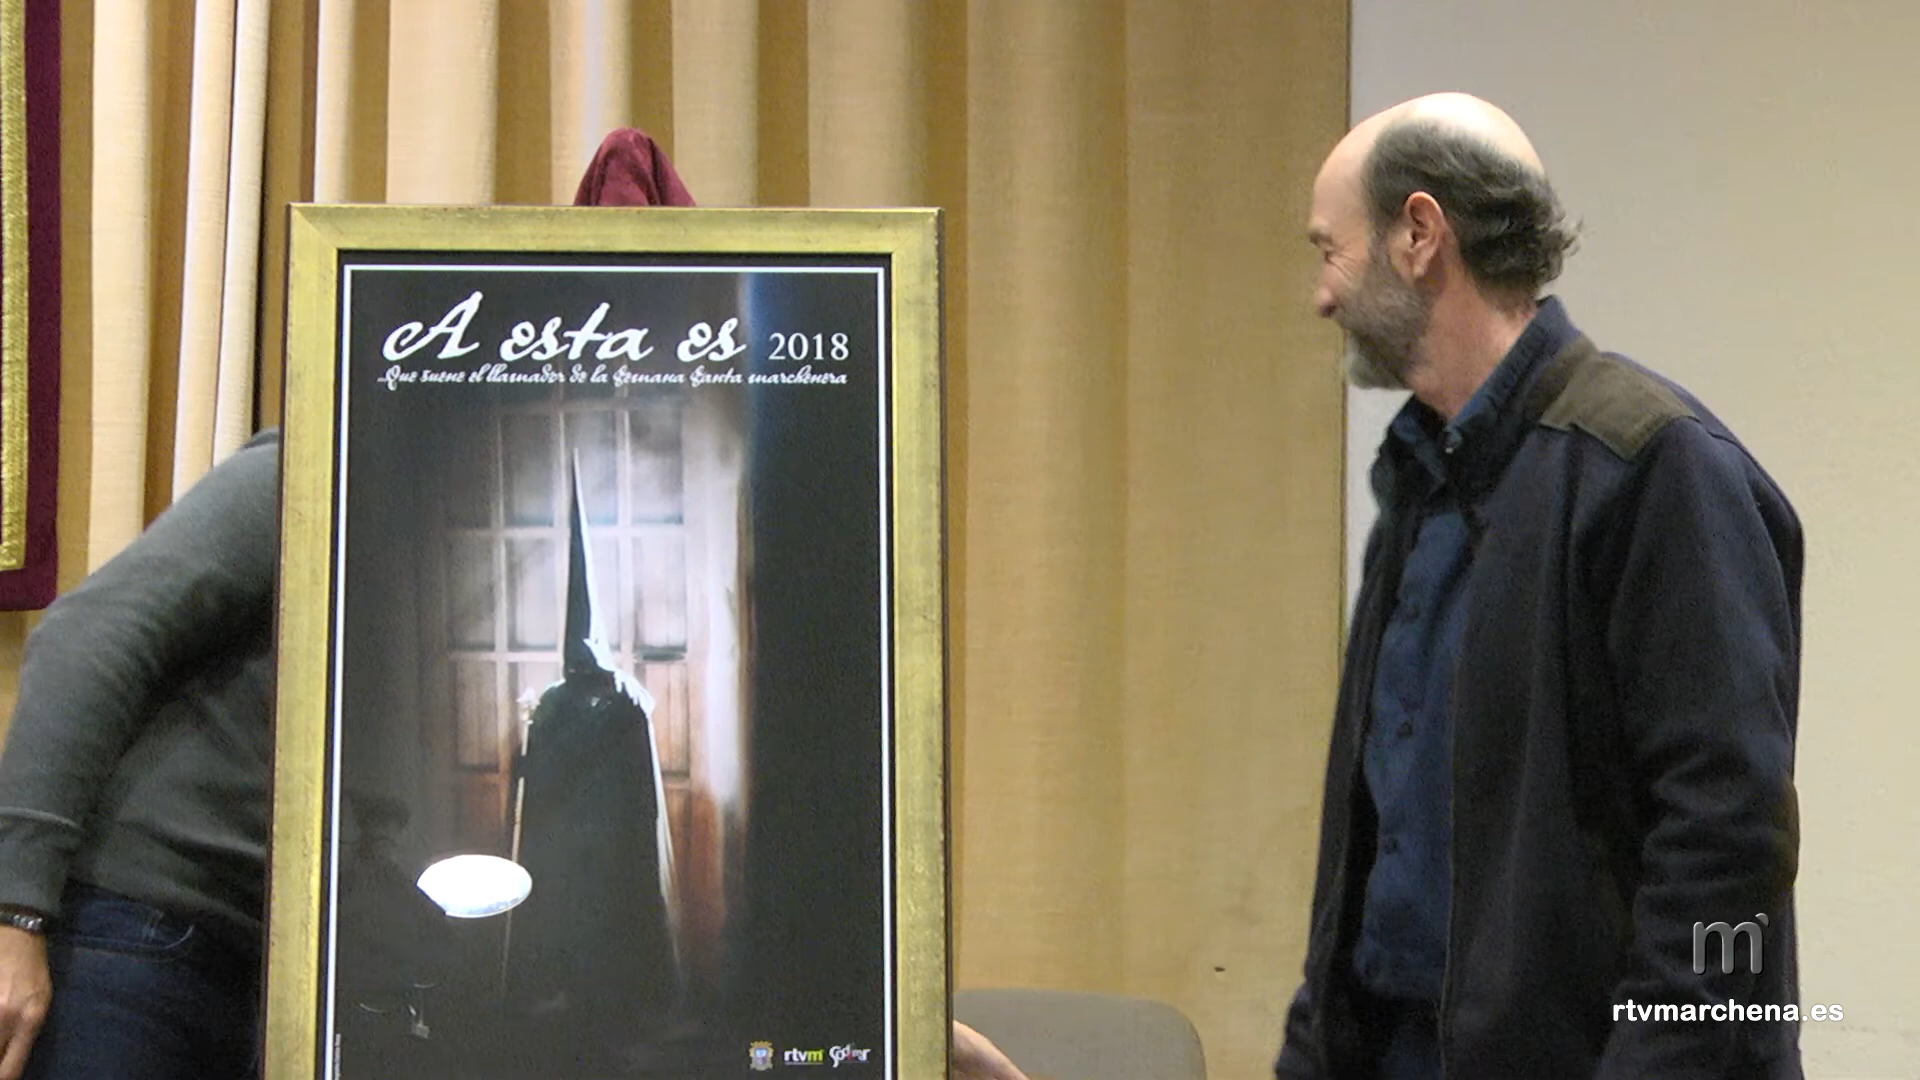 A esta es 2018
...Que suene el llamador de la Semana Santa marchenera
rtvm
m
rtvmarchena.es